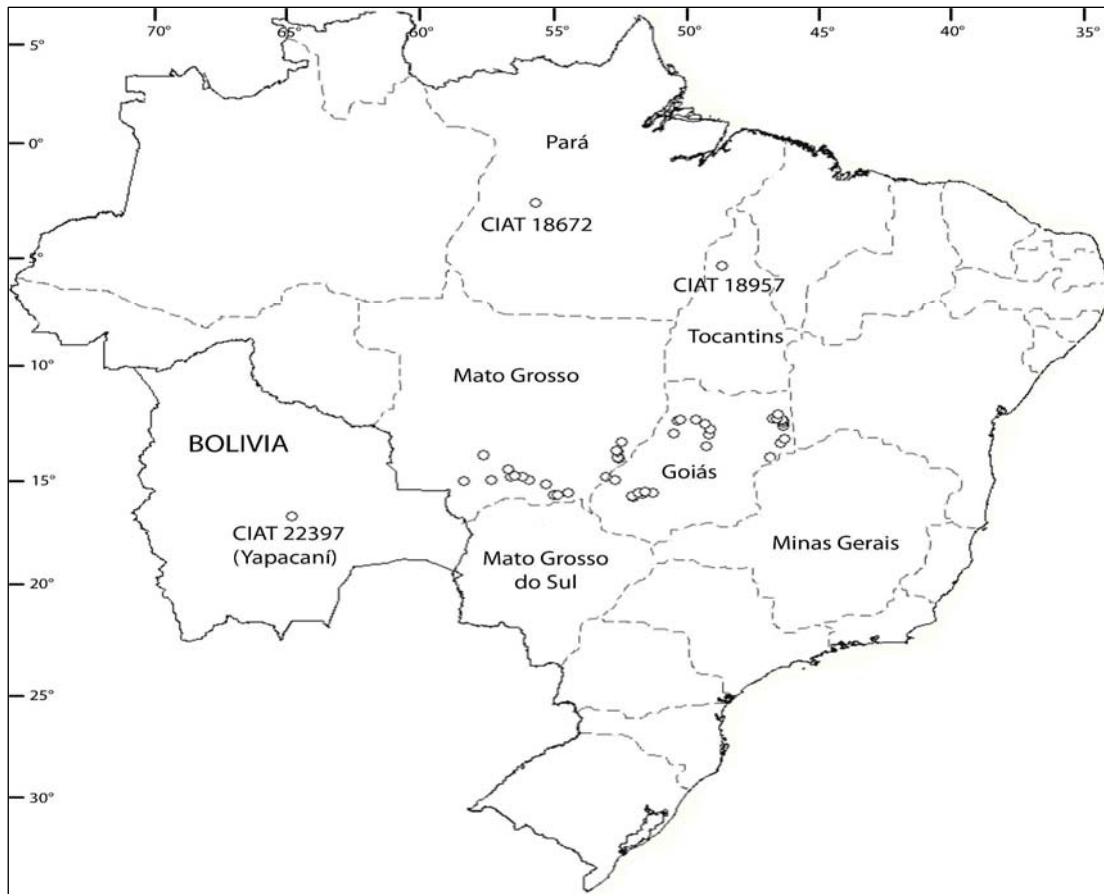 70° 65° 60° 55° 50° 45° 40° 35°
5°
0°
5°
10°
15°
20°
25°
30°
Pará
CIAT 18672
CIAT 18957
Tocantins
Mato Grosso
BOLIVIA
Goiás
CIAT 22397
(Yapacaní)
Mato Grosso
do Sul
Minas Gerais